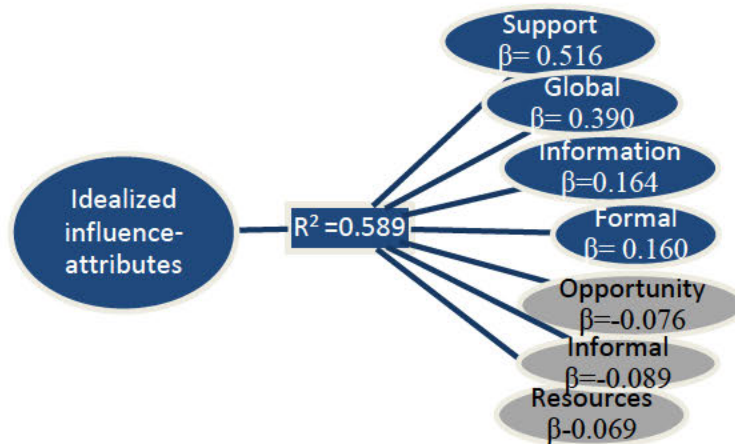 Support
β= 0.516
Global
β= 0.390
Information
β=0.164
Idealized
influence-
attributes
R² =0.589
Formal
β= 0.160
Opportunity
β=-0.076
Informal
β=-0.089
Resources
β-0.069